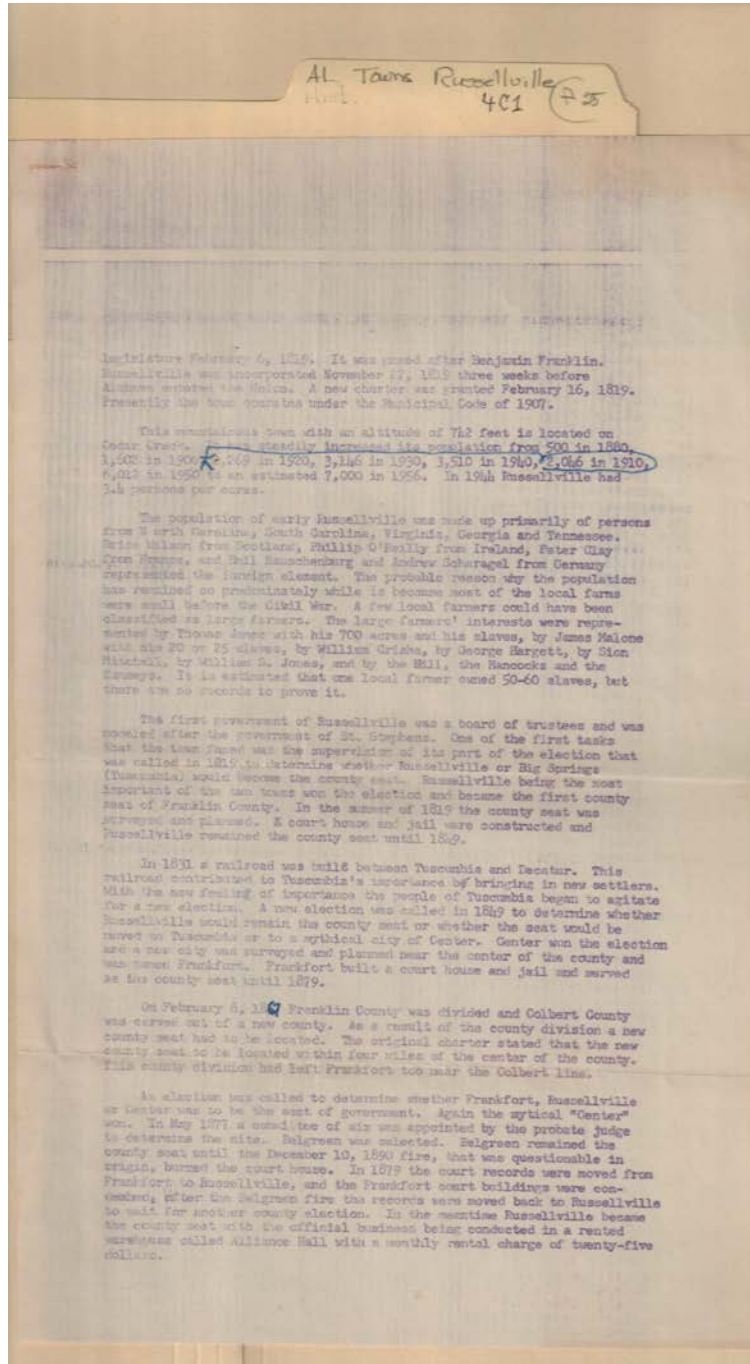 AL Towns Russellville
4C1 A 25
legislature February 6, 1819. It was named after Benjamin Franklin.
Russellville was incorporated November 27, 1819 three weeks before
Alabama entered the Union. A new charter was granted February 16, 1819.
Presently the town operates under the Municipal Code of 1907.
This mountainous town with an altitude of 742 feet is located on
Cedar Creek. steadily increased its population from 500 in 1880,
1,602 in 1900 2,269 in 1920, 3,146 in 1930, 3,510 in 1940, 2,046 in 1910,
6,012 in 1950 to an estimated 7,000 in 1956. In 1944 Russellville had
3.4 persons per acres.
The population of early Russellville was made up primarily of persons
from North Carolina, South Carolina, Virginia, Georgia and Tennessee.
Wilson from Scotland, Phillip O'Reilly from Ireland, Peter Clay
from France, and Rauschenburg and Andrew Scharagel from Germany
represented the foreign element. The probable reason why the population
has remained so predominately while is because most of the local farms
were small before the Civil War. A few local farmers could have been
classified as large farmers. The large farmers' interests were repre-
sented by Thomas Jones with his 700 acres and his slaves, by James Malone
with his 20 or 25 slaves, by William Crisha, by George Hargett, by Sion
Mitchell, by William S. Jones, and by the Hill, the Hancocks and the
It is estimated that one local farmer owned 50-60 slaves, but
there are no records to prove it.
The first government of Russellville was a board of trustees and was
modeled after the government of St. Stephens. One of the first tasks
that the town faced was the supervision of its part of the election that
was called in 1819 to determine whether Russellville or Big Springs
(Tuscumbia) would become the county seat. Russellville being the most
important of the two towns won the election and became the first county
seat of Franklin County. In the summer of 1819 the county seat was
surveyed and planned. A court house and jail were constructed and
Russellville remained the county seat until 1849.
In 1831 a railroad was built between Tuscumbia and Decatur. This
railroad contributed to Tuscumbia's importance by bringing in new settlers.
With the new feeling of importance the people of Tuscumbia began to agitate
for a new election. A new election was called in 1849 to determine whether
Russellville would remain the county seat or whether the seat would be
moved to Tuscumbia or to a mythical city of Center. Center won the election
and a new city was surveyed and planned near the center of the county and
was named Frankfort. Frankfort built a court house and jail and served
as the county seat until 1879.
On February 6, Franklin County was divided and Colbert County
was carved out of a new county. As a result of the county division a new
county seat had to be located. The original charter stated that the new
county seat to be located within four miles of the center of the county.
This county division had left Frankfort too near the Colbert line.
An election was called to determine whether Frankfort, Russellville
or Center was to be the seat of government. Again the mytical "Center"
won. In May 1877 a committee of six was appointed by the probate judge
to determine the site. Belgreen was selected. Belgreen remained the
county seat until the December 10, 1890 fire, that was questionable in
origin, burned the court house. In 1879 the court records were moved from
Frankfort to Russellville, and the Frankfort court buildings were con-
demned; after the Belgreen fire the records were moved back to Russellville
to wait for another county election. In the meantime Russellville became
the county seat with the official business being conducted in a rented
warehouse called Alliance Hall with a monthly rental charge of twenty-five
dollars.